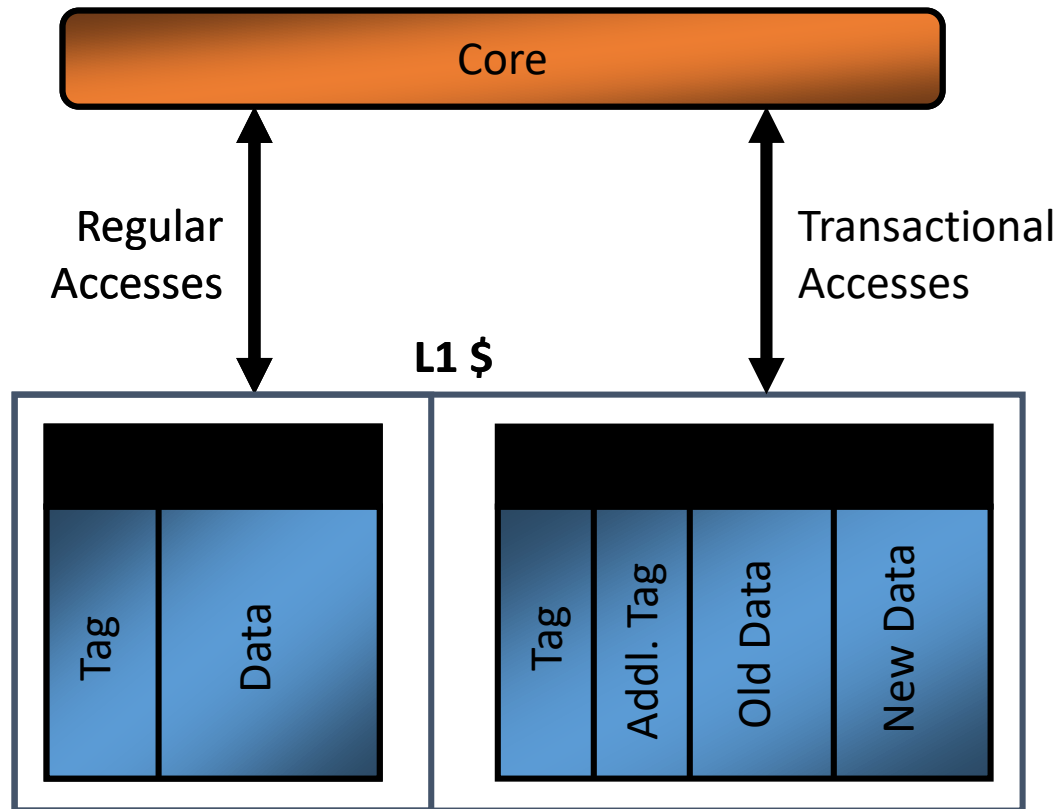 Core
Regular
Accesses
Transactional
Accesses
L1 $
Tag
Data
Tag
Addl. Tag
Old Data
New Data